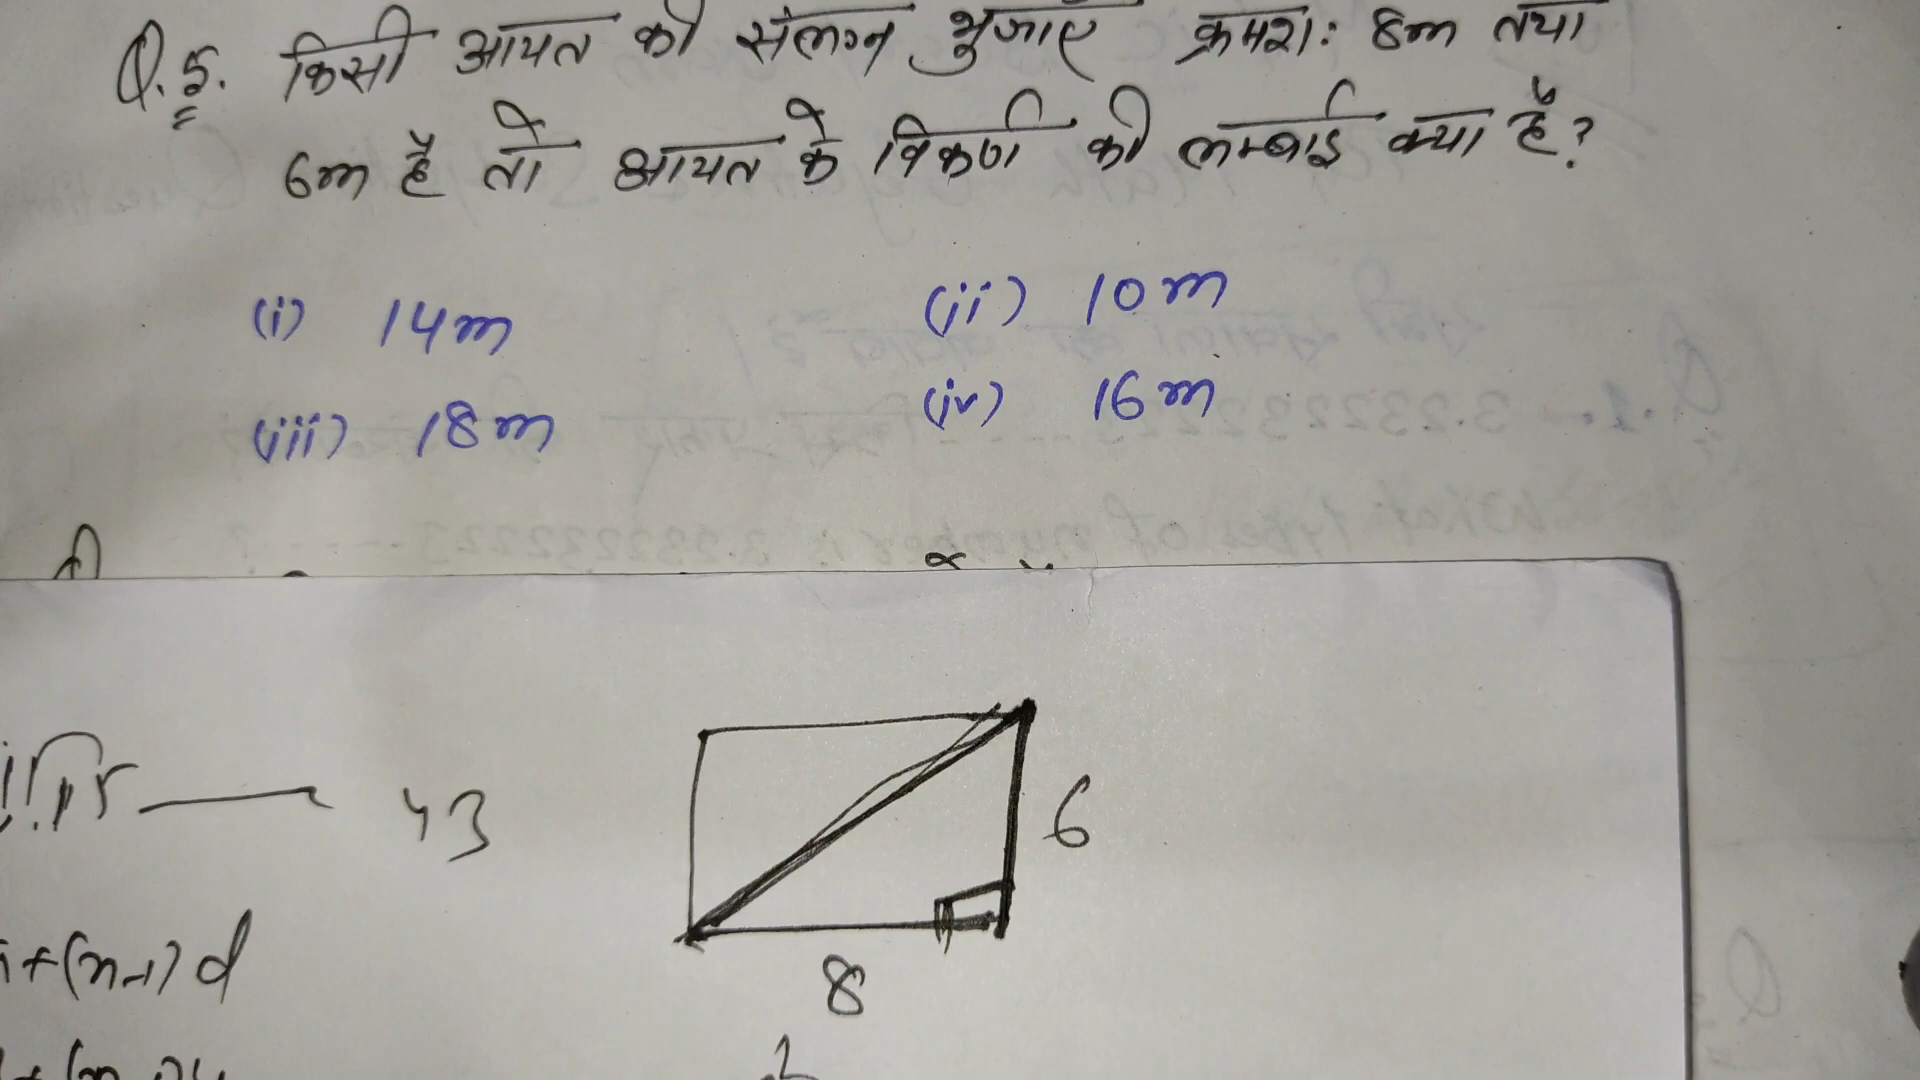 Q.5. किसी आयत की संलग्न भुजाएँ क्रमश: 8m तथा
6m है तो आयत के विकर्ण की लम्बाई क्या है?
(i) 14m
(ii) 10m
(iii) 18m
(iv) 16m
43
6
+(n-1)d
8